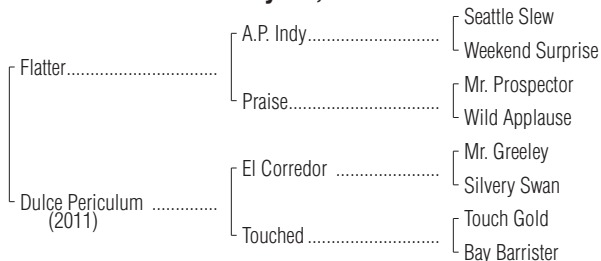 Seattle Slew
A.P. Indy
Weekend Surprise
Flatter
Mr. Prospector
Praise
Wild Applause
Mr. Greeley
El Corredor
Silvery Swan
Dulce Periculum
(2011)
Touch Gold
Touched
Bay Barrister